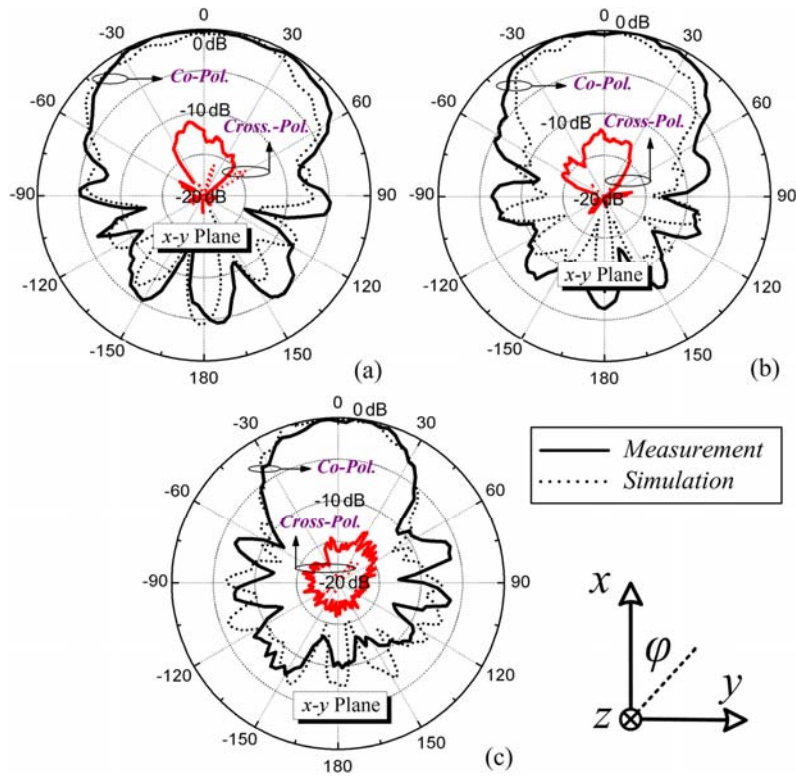 0
0 dB
-30
30
Co-Pol.
-60
60
-10 dB
Cross.-Pol.
-90
90
-20 dB
x-y Plane
-120
120
-150
150
180
(a)
0
0 dB
-30
30
Co-Pol.
-60
60
-10 dB
Cross-Pol.
-90
90
-20 dB
x-y Plane
-120
120
-150
150
180
(b)
0
0 dB
-30
30
Co-Pol.
-60
60
-10 dB
Cross-Pol.
-90
90
-20 dB
x-y Plane
-120
120
-150
150
180
(c)
Measurement
Simulation
x
φ
y
z